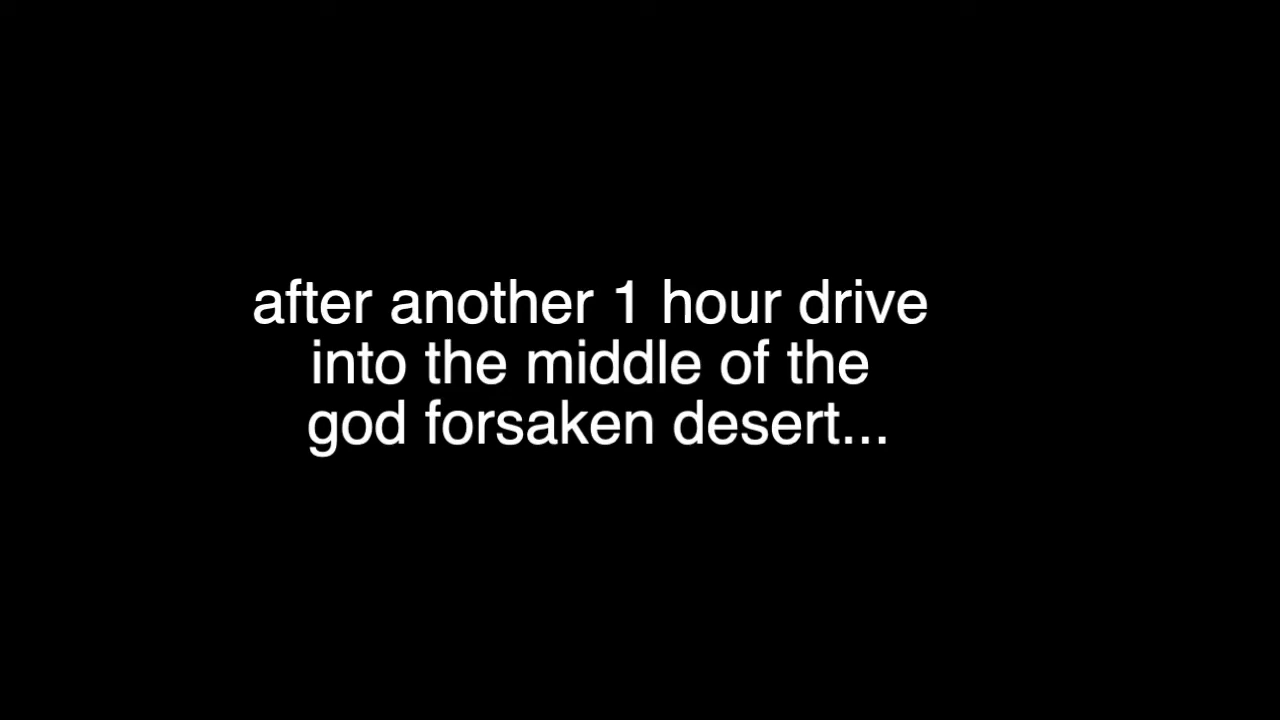 after another 1 hour drive
into the middle of the
god forsaken desert...